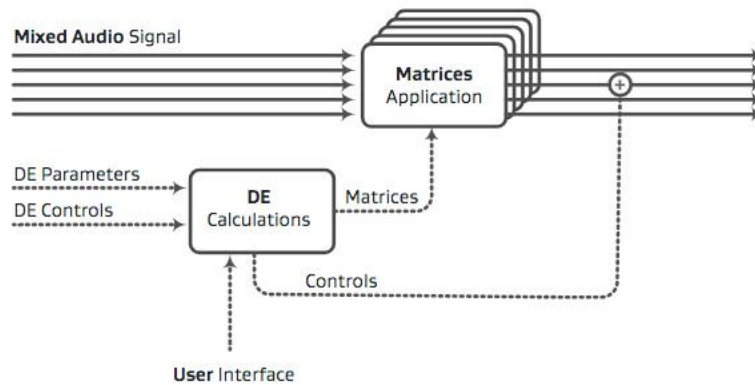 Mixed Audio Signal
Matrices
Application
+
DE Parameters
DE Controls
DE
Calculations
Matrices
Controls
User Interface